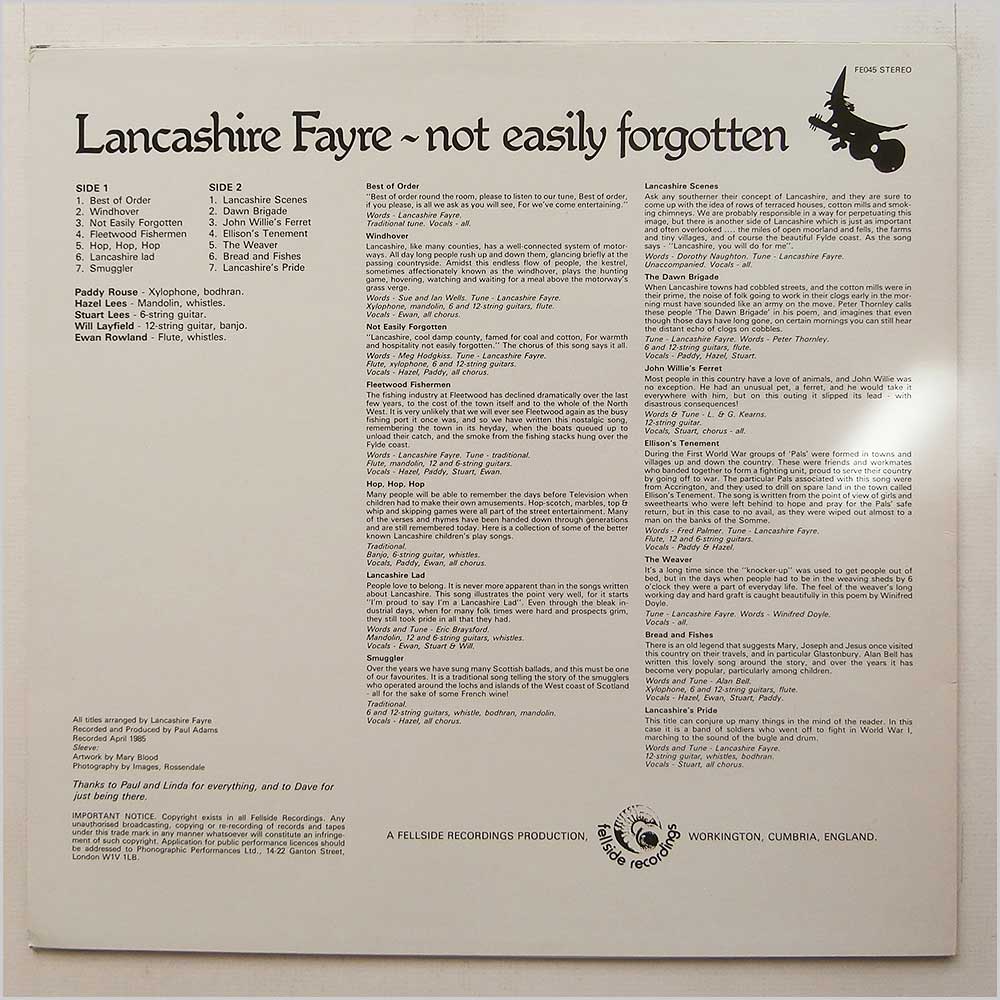 FE045 STEREO
Lancashire Fayre ~ not easily forgotten
SIDE 1
1. Best of Order
2. Windhover
3. Not Easily Forgotten
4. Fleetwood Fishermen
5. Hop, Hop, Hop
6. Lancashire lad
7. Smuggler
SIDE 2
1. Lancashire Scenes
2. Dawn Brigade
3. John Willie's Ferret
4. Ellison's Tenement
5. The Weaver
6. Bread and Fishes
7. Lancashire's Pride
Paddy Rouse - Xylophone, bodhran.
Hazel Lees - Mandolin, whistles.
Stuart Lees - 6-string guitar.
Will Layfield - 12-string guitar, banjo.
Ewan Rowland - Flute, whistles.
All titles arranged by Lancashire Fayre
Recorded and Produced by Paul Adams
Recorded April 1985
Sleeve:
Artwork by Mary Blood
Photography by Images, Rossendale
Thanks to Paul and Linda for everything, and to Dave for
just being there.
IMPORTANT NOTICE. Copyright exists in all Fellside Recordings. Any
unauthorised broadcasting, copying or re-recording of records and tapes
under this trade mark in any manner whatsoever will constitute an infringe-
ment of such copyright. Application for public performance licences should
be addressed to Phonographic Performances Ltd., 14-22 Ganton Street,
London W1V 1LB.
Best of Order
"Best of order round the room, please to listen to our tune, Best of order,
if you please, is all we ask as you will see, For we've come entertaining."
Words - Lancashire Fayre.
Traditional tune. Vocals - all.
Windhover
Lancashire, like many counties, has a well-connected system of motor-
ways. All day long people rush up and down them, glancing briefly at the
passing countryside. Amidst this endless flow of people, the kestrel,
sometimes affectionately known as the windhover, plays the hunting
game, hovering, watching and waiting for a meal above the motorway's
grass verge.
Words - Sue and Ian Wells. Tune - Lancashire Fayre.
Xylophone, mandolin, 6 and 12-string guitars, flute.
Vocals - Ewan, all chorus.
Not Easily Forgotten
"Lancashire, cool damp county, famed for coal and cotton, For warmth
and hospitality not easily forgotten." The chorus of this song says it all.
Words - Meg Hodgkiss. Tune - Lancashire Fayre.
Flute, xylophone, 6 and 12-string guitars.
Vocals - Hazel, Paddy, all chorus.
Fleetwood Fishermen
The fishing industry at Fleetwood has declined dramatically over the last
few years, to the cost of the town itself and to the whole of the North
West. It is very unlikely that we will ever see Fleetwood again as the busy
fishing port it once was, and so we have written this nostalgic song,
remembering the town in its heyday, when the boats queued up to
unload their catch, and the smoke from the fishing stacks hung over the
Fylde coast.
Words - Lancashire Fayre. Tune - traditional.
Flute, mandolin, 12 and 6-string guitars.
Vocals - Hazel, Paddy, Stuart, Ewan.
Hop, Hop, Hop
Many people will be able to remember the days before Television when
children had to make their own amusements. Hop-scotch, marbles, top &
whip and skipping games were all part of the street entertainment. Many
of the verses and rhymes have been handed down through generations
and are still remembered today. Here is a collection of some of the better
known Lancashire children's play songs.
Traditional.
Banjo, 6-string guitar, whistles.
Vocals, Paddy, Ewan, all chorus.
Lancashire Lad
People love to belong. It is never more apparent than in the songs written
about Lancashire. This song illustrates the point very well, for it starts
"I'm proud to say I'm a Lancashire Lad". Even through the bleak in-
dustrial days, when for many folk times were hard and prospects grim,
they still took pride in all that they had.
Words and Tune - Eric Braysford.
Mandolin, 12 and 6-string guitars, whistles.
Vocals - Ewan, Stuart & Will.
Smuggler
Over the years we have sung many Scottish ballads, and this must be one
of our favourites. It is a traditional song telling the story of the smugglers
who operated around the lochs and islands of the West coast of Scotland
- all for the sake of some French wine!
Traditional.
6 and 12-string guitars, whistle, bodhran, mandolin.
Vocals - Hazel, all chorus.
Lancashire Scenes
Ask any southerner their concept of Lancashire, and they are sure to
come up with the idea of rows of terraced houses, cotton mills and smok-
ing chimneys. We are probably responsible in a way for perpetuating this
image, but there is another side of Lancashire which is just as important
and often overlooked .... the miles of open moorland and fells, the farms
and tiny villages, and of course the beautiful Fylde coast. As the song
says - "Lancashire, you will do for me".
Words - Dorothy Naughton. Tune - Lancashire Fayre.
Unaccompanied. Vocals - all.
The Dawn Brigade
When Lancashire towns had cobbled streets, and the cotton mills were in
their prime, the noise of folk going to work in their clogs early in the mor-
ning must have sounded like an army on the move. Peter Thornley calls
these people 'The Dawn Brigade' in his poem, and imagines that even
though those days have long gone on certain mornings you can still hear
the distant echo of clogs on cobbles.
Tune - Lancashire Fayre. Words - Peter Thornley.
6 and 12-string guitars, flute.
Vocals - Paddy, Hazel, Stuart.
John Willie's Ferret
Most people in this country have a love of animals, and John Willie was
no exception. He had an unusual pet, a ferret, and he would take it
everywhere with him, but on this outing it slipped its lead - with
disastrous consequences!
Words & Tune - L. & G. Kearns.
12-string guitar.
Vocals, Stuart, chorus - all.
Ellison's Tenement
During the First World War groups of 'Pals' were formed in towns and
villages up and down the country. These were friends and workmates
who banded together to form a fighting unit, proud to serve their country
by going off to war. The particular Pals associated with this song were
from Accrington, and they used to drill on spare land in the town called
Ellison's Tenement. The song is written from the point of view of girls and
sweethearts who were left behind to hope and pray for the Pals' safe
return, but in this case to no avail, as they were wiped out almost to a
man on the banks of the Somme.
Words - Fred Palmer. Tune - Lancashire Fayre.
Flute, 12 and 6-string guitars.
Vocals - Paddy & Hazel.
The Weaver
It's a long time since the "knocker-up" was used to get people out of
bed, but in the days when people had to be in the weaving sheds by 6
o'clock they were a part of everyday life. The feel of the weaver's long
working day and hard graft is caught beautifully in this poem by Winifred
Doyle.
Tune - Lancashire Fayre. Words - Winifred Doyle.
Vocals - all.
Bread and Fishes
There is an old legend that suggests Mary, Joseph and Jesus once visited
this country on their travels, and in particular Glastonbury. Alan Bell has
written this lovely song around the story, and over the years it has
become very popular, particularly among children.
Words and Tune - Alan Bell.
Xylophone, 6 and 12-string guitars, flute.
Vocals - Hazel, Ewan, Stuart, Paddy.
Lancashire's Pride
This title can conjure up many things in the mind of the reader. In this
case it is a band of soldiers who went off to fight in World War I,
marching to the sound of the bugle and drum.
Words and Tune - Lancashire Fayre.
12-string guitar, whistles, bodhran.
Vocals - Stuart, all chorus.
A FELLSIDE RECORDINGS PRODUCTION,
fellside recordings
WORKINGTON, CUMBRIA, ENGLAND.